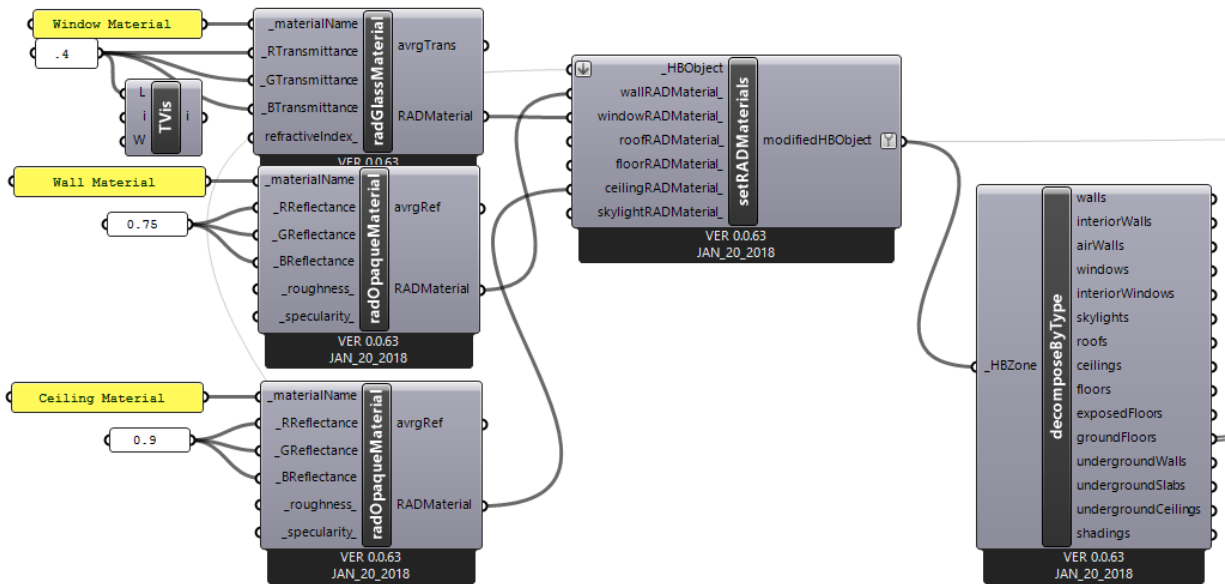 Window Material
.4
L
i
W
TVis
i
_materialName
_RTransmittance
_GTransmittance
_BTransmittance
refractiveIndex_
radGlassMaterial
avrgTrans
RADMaterial
VER 0.0.63
Wall Material
0.75
_materialName
_RReflectance
_GReflectance
_BReflectance
_roughness_
_specularity_
radOpaqueMaterial
avrgRef
RADMaterial
VER 0.0.63
JAN_20_2018
Ceiling Material
0.9
_materialName
_RReflectance
_GReflectance
_BReflectance
_roughness_
_specularity_
radOpaqueMaterial
avrgRef
RADMaterial
VER 0.0.63
JAN_20_2018
_HBObject
wallRADMaterial_
windowRADMaterial_
roofRADMaterial_
floorRADMaterial_
ceilingRADMaterial_
skylightRADMaterial_
setRADMaterials
modifiedHBObject
VER 0.0.63
JAN_20_2018
_HBZone
decomposeByType
walls
interiorWalls
airWalls
windows
interiorWindows
skylights
roofs
ceilings
floors
exposedFloors
groundFloors
undergroundWalls
undergroundSlabs
undergroundCeilings
shadings
VER 0.0.63
JAN_20_2018